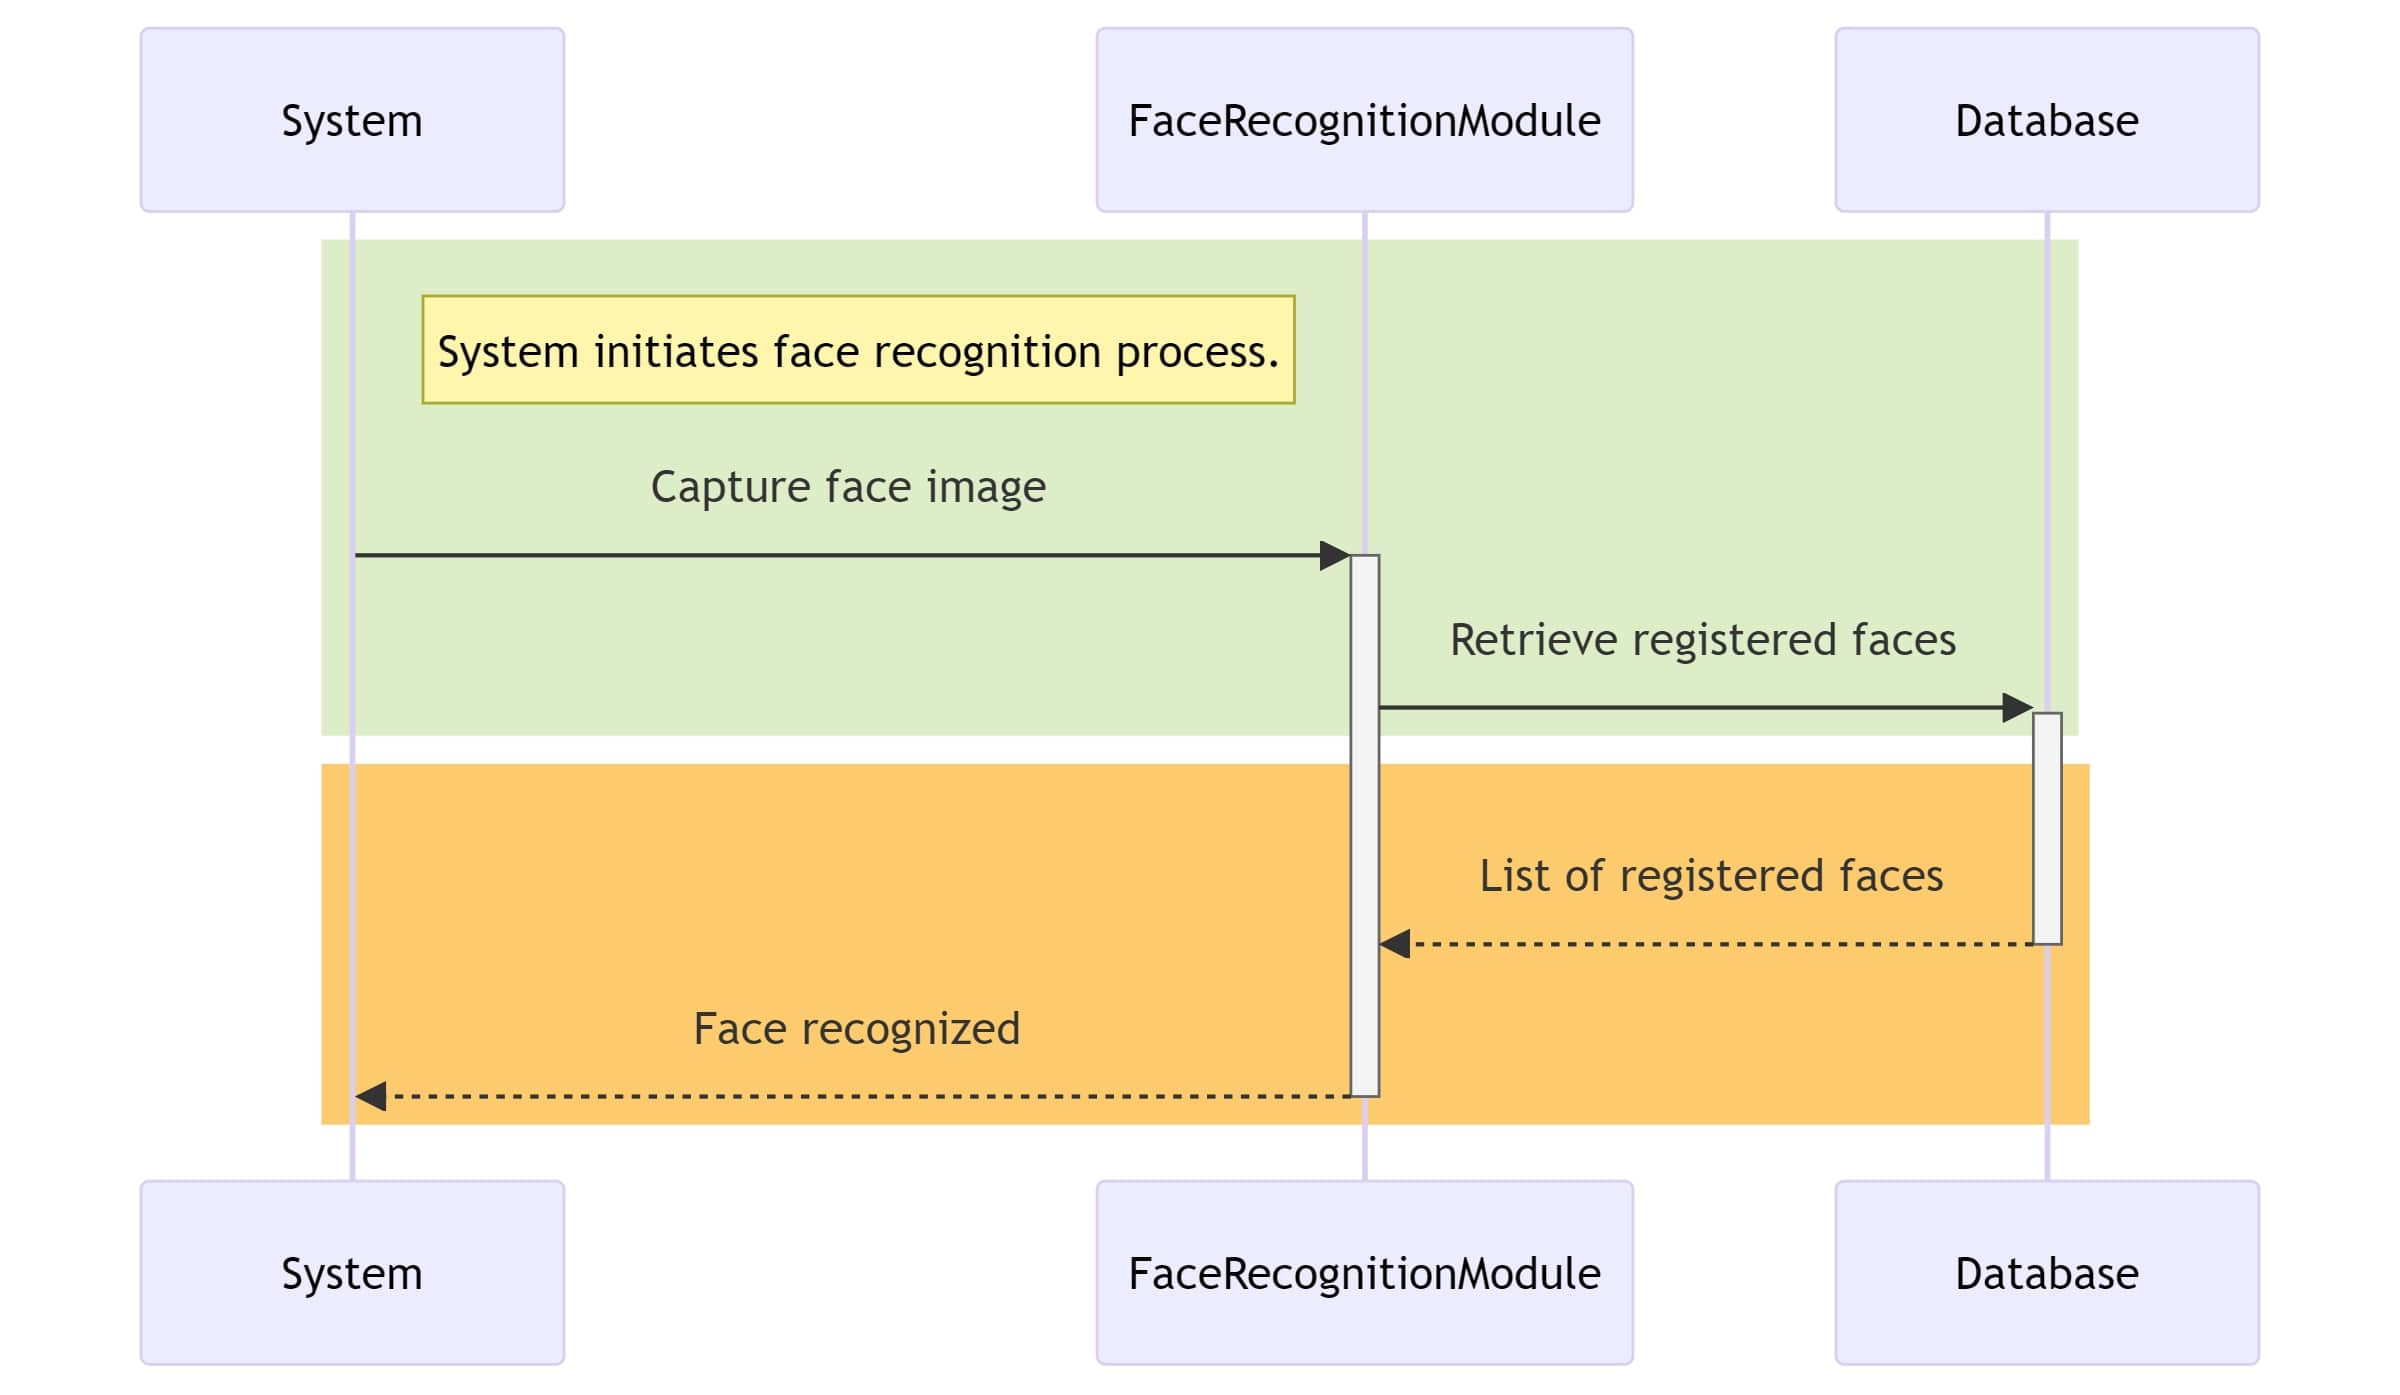 System
FaceRecognitionModule
Database
System initiates face recognition process.
Capture face image
Retrieve registered faces
List of registered faces
Face recognized
System
FaceRecognitionModule
Database